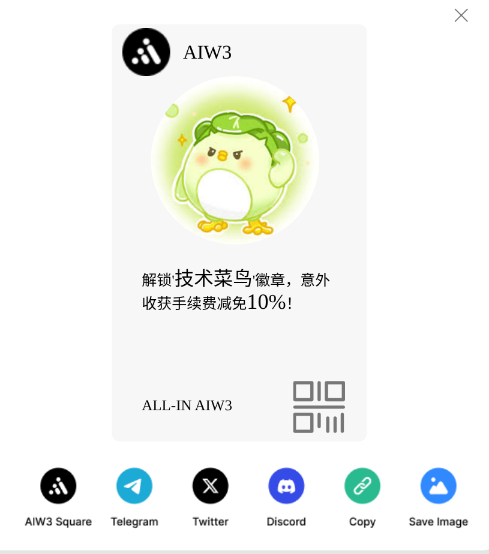 AIW3
解锁'技术菜鸟'徽章，意外
收获手续费减免10%！
ALL-IN AIW3
AIW3 Square
Telegram
Twitter
Discord
Copy
Save Image